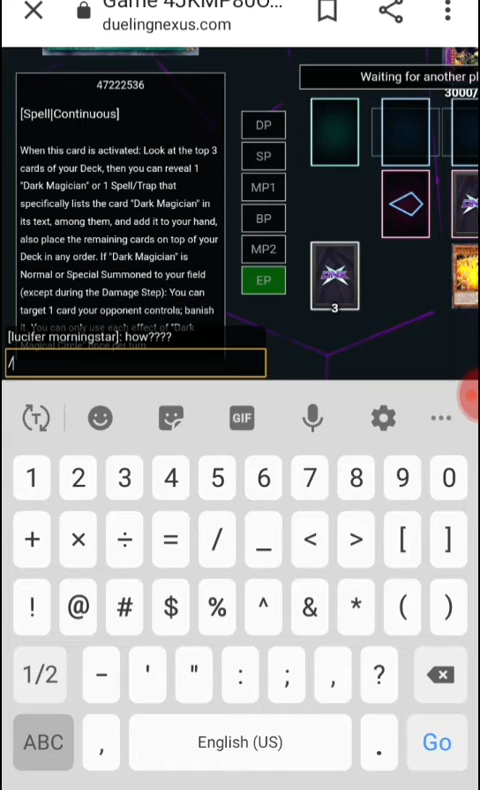 Game 4JKMP80O...
duelingnexus.com
Waiting for another pl
3000/
47222536
[Spell|Continuous]
When this card is activated: Look at the top 3
cards of your Deck, then you can reveal 1
"Dark Magician" or 1 Spell/Trap that
specifically lists the card "Dark Magician" in
its text, among them, and add it to your hand,
also place the remaining cards on top of your
Deck in any order. If "Dark Magician" is
Normal or Special Summoned to your field
(except during the Damage Step): You can
target 1 card your opponent controls; banish
it. You can only use each effect of "Dark
Magical Circle" once per turn.
DP
SP
MP1
BP
MP2
EP
3
[lucifer morningstar]: how????
/
T
GIF
1 2 3 4 5 6 7 8 9 0
+ × ÷ = / _ < > [ ]
! @ # $ % ^ & * ( )
1/2 - ' " : ; , ?
ABC , English (US) . Go